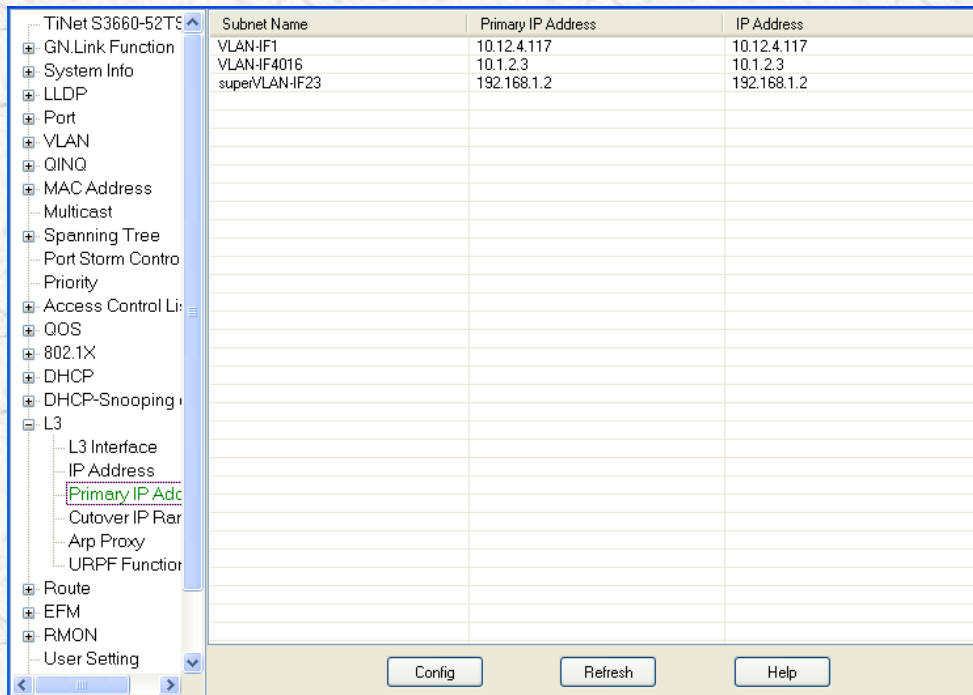 TiNet S3660-52TS
GN.Link Function
System Info
LLDP
Port
VLAN
QINQ
MAC Address
Multicast
Spanning Tree
Port Storm Contro
Priority
Access Control Lis
QOS
802.1X
DHCP
DHCP-Snooping
L3
L3 Interface
IP Address
Primary IP Add
Cutover IP Ran
Arp Proxy
URPF Function
Route
EFM
RMON
User Setting
Subnet Name Primary IP Address IP Address
VLAN-IF1 10.12.4.117 10.12.4.117
VLAN-IF4016 10.1.2.3 10.1.2.3
superVLAN-IF23 192.168.1.2 192.168.1.2
Config Refresh Help